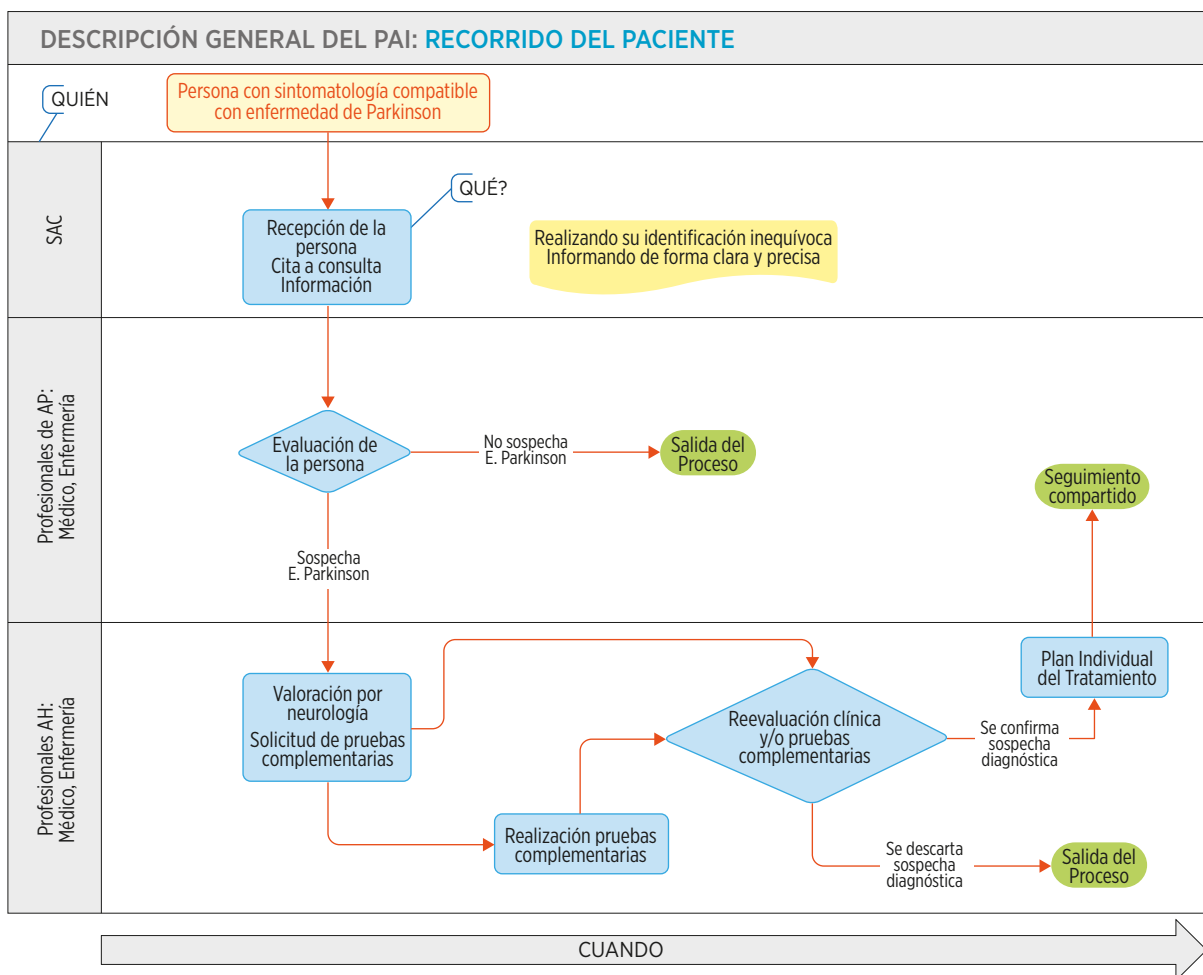 DESCRIPCIÓN GENERAL DEL PAI: RECORRIDO DEL PACIENTE
QUIÉN
Persona con sintomatología compatible
con enfermedad de Parkinson
SAC
QUÉ?
Recepción de la
persona
Cita a consulta
Información
Realizando su identificación inequívoca
Informando de forma clara y precisa
Profesionales de AP:
Médico, Enfermería
Evaluación de
la persona
No sospecha
E. Parkinson
Salida del
Proceso
Seguimiento
compartido
Sospecha
E. Parkinson
Profesionales AH:
Médico, Enfermería
Valoración por
neurología
Solicitud de pruebas
complementarias
Realización pruebas
complementarias
Reevaluación clínica
y/o pruebas
complementarias
Se confirma
sospecha
diagnóstica
Plan Individual
del Tratamiento
Se descarta
sospecha
diagnóstica
Salida del
Proceso
CUANDO